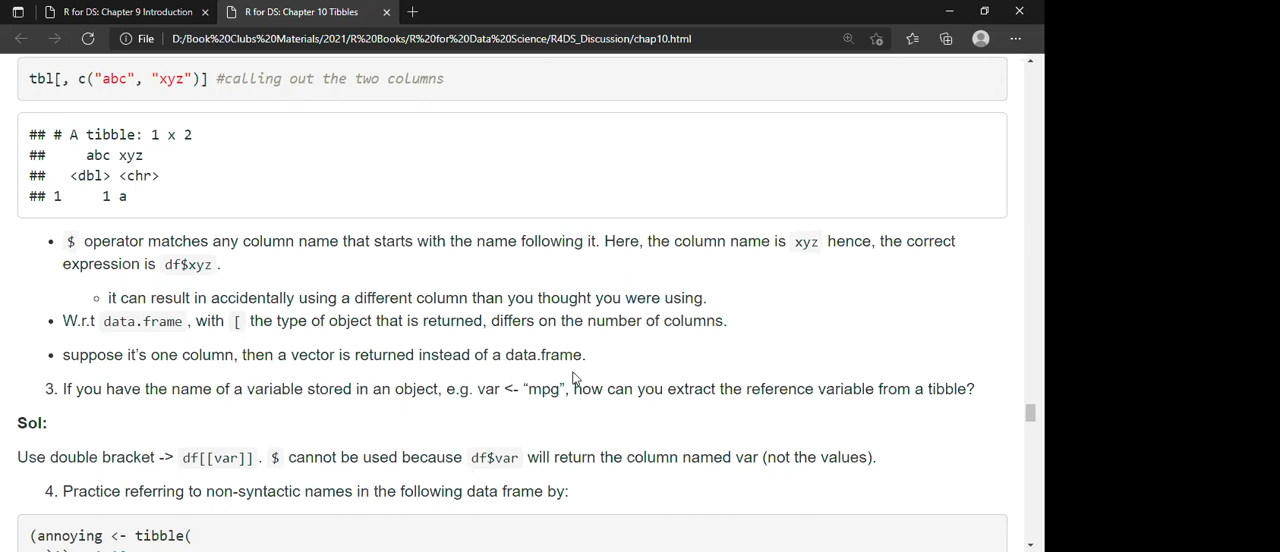 R for DS: Chapter 9 Introduction
R for DS: Chapter 10 Tibbles
File
D:/Book%20Clubs%20Materials/2021/R%20Books/R%20for%20Data%20Science/R4DS_Discussion/chap10.html
tbl[, c("abc", "xyz")] #calling out the two columns
## # A tibble: 1 x 2
##     abc xyz
##   <dbl> <chr>
## 1     1 a
• $ operator matches any column name that starts with the name following it. Here, the column name is xyz hence, the correct
expression is df$xyz .
◦ it can result in accidentally using a different column than you thought you were using.
• W.r.t data.frame , with [ the type of object that is returned, differs on the number of columns.
• suppose it's one column, then a vector is returned instead of a data.frame.
3. If you have the name of a variable stored in an object, e.g. var <- “mpg”, how can you extract the reference variable from a tibble?
Sol:
Use double bracket -> df[[var]] . $ cannot be used because df$var will return the column named var (not the values).
4. Practice referring to non-syntactic names in the following data frame by:
(annoying <- tibble(